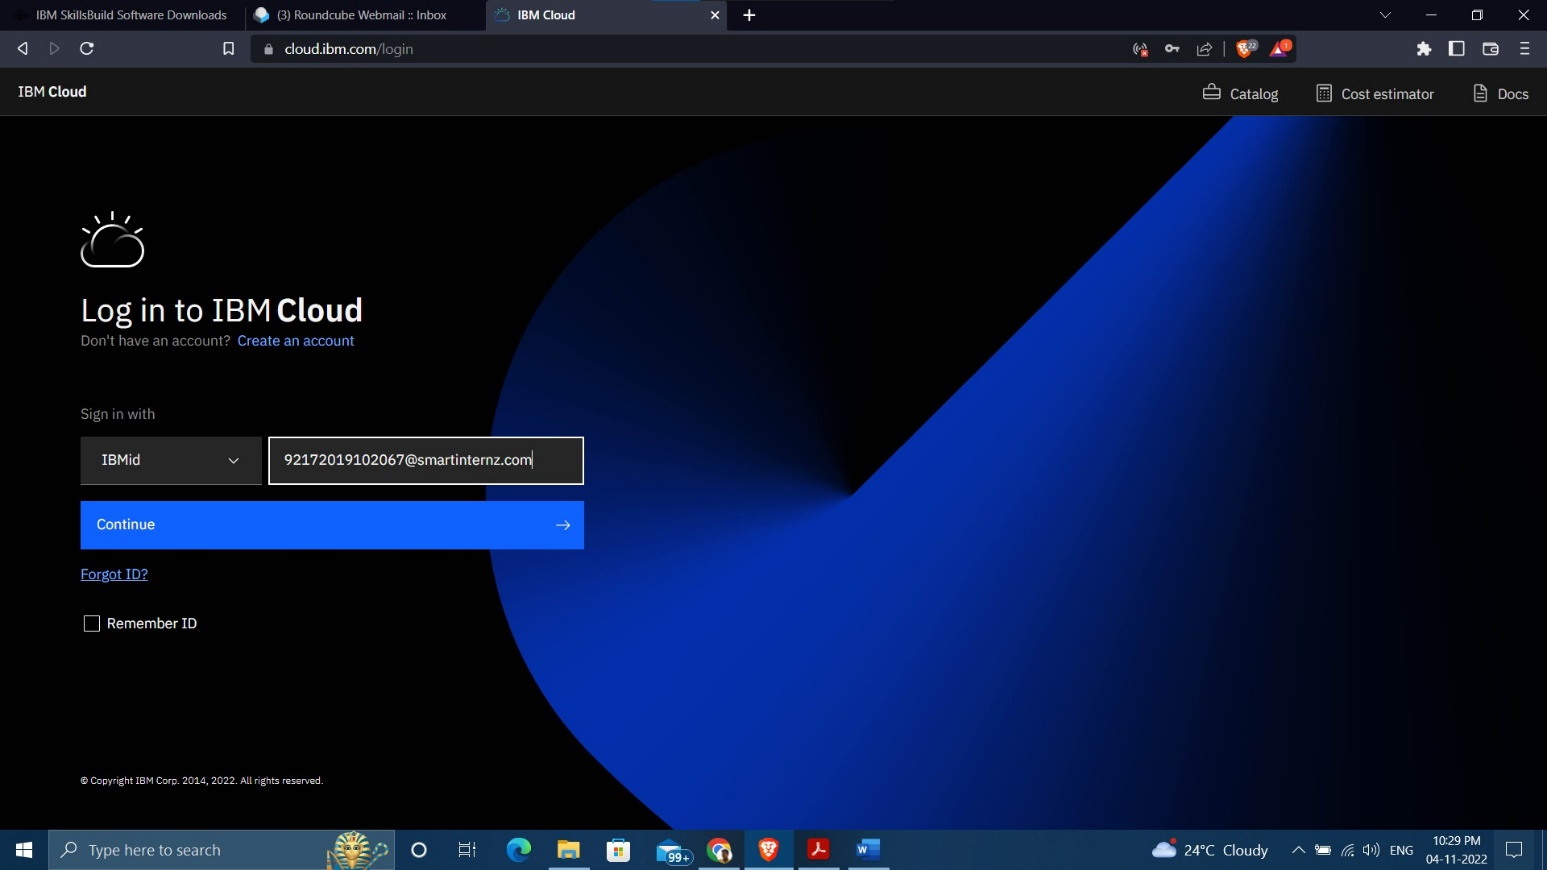 IBM SkillsBuild Software Downloads
(3) Roundcube Webmail :: Inbox
IBM Cloud
cloud.ibm.com/login
22
1
IBM Cloud
Catalog
Cost estimator
Docs
Log in to IBM Cloud
Don't have an account? Create an account
Sign in with
IBMid
92172019102067@smartinternz.com
Continue
Forgot ID?
Remember ID
© Copyright IBM Corp. 2014, 2022. All rights reserved.
Type here to search
99+
W
24°C Cloudy
ENG
10:29 PM
04-11-2022